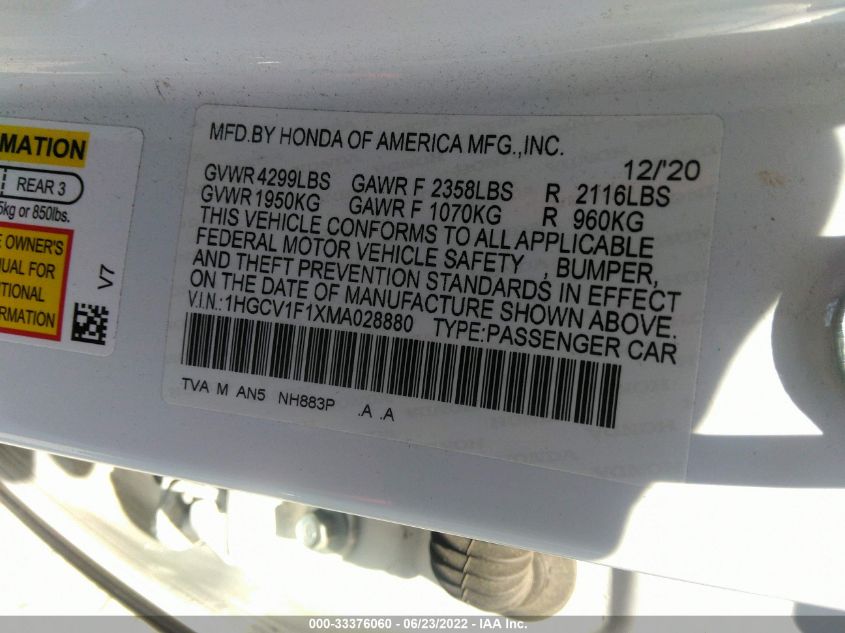 MATION
REAR 3
5kg or 850lbs.
E OWNER'S
UAL FOR
ITIONAL
ORMATION
V7
MFD.BY HONDA OF AMERICA MFG.,INC.
12/'20
GVWR 4299LBS GAWR F 2358LBS R 2116LBS
GVWR 1950KG GAWR F 1070KG R 960KG
THIS VEHICLE CONFORMS TO ALL APPLICABLE
FEDERAL MOTOR VEHICLE SAFETY , BUMPER,
AND THEFT PREVENTION STANDARDS IN EFFECT
ON THE DATE OF MANUFACTURE SHOWN ABOVE.
V.I.N.:1HGCV1F1XMA028880 TYPE:PASSENGER CAR
TVA M AN5 NH883P .A .A
000-33376060 - 06/23/2022 - IAA Inc.